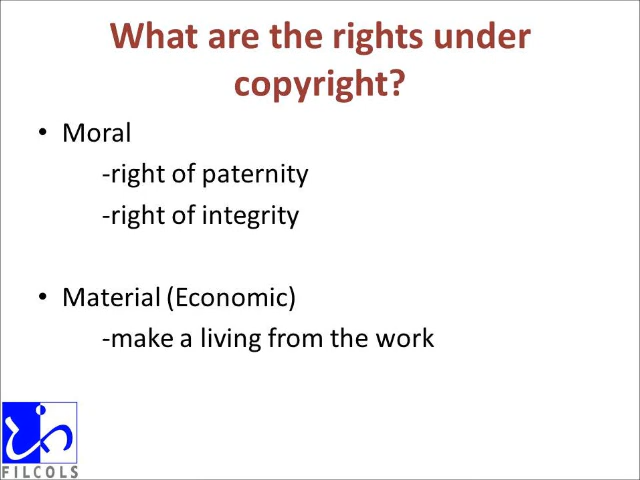 What are the rights under
copyright?
• Moral
-right of paternity
-right of integrity
• Material (Economic)
-make a living from the work
FILCOLS